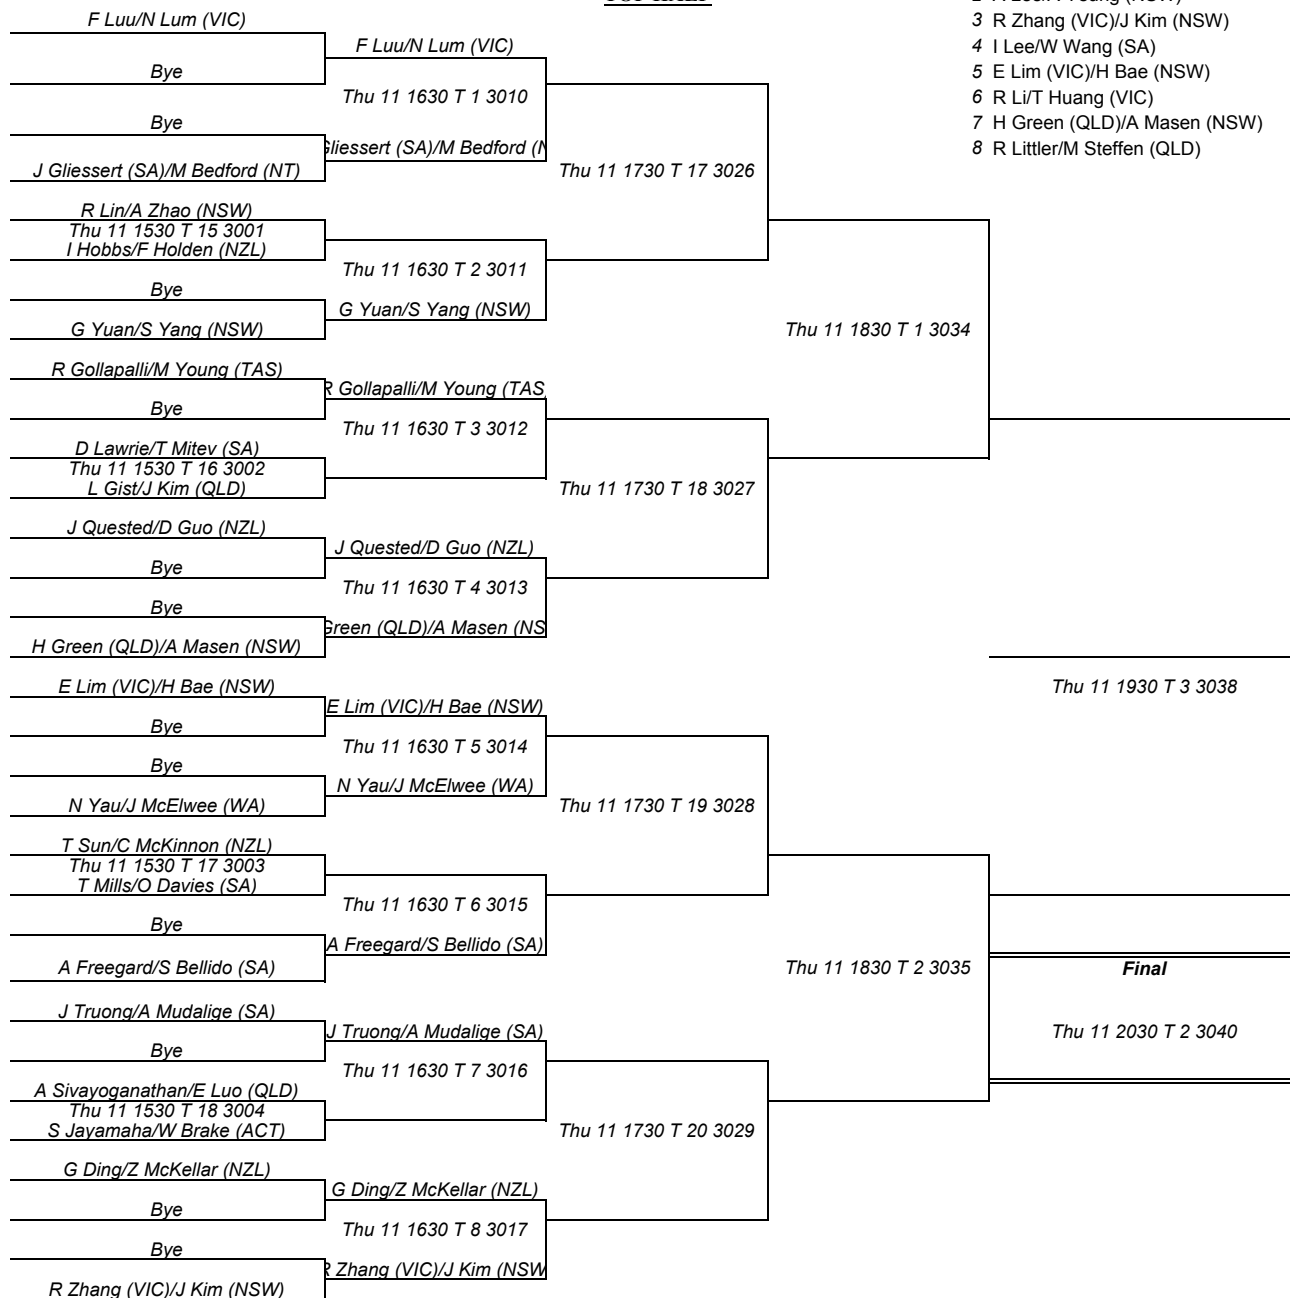 3 R Zhang (VIC)/J Kim (NSW)
4 I Lee/W Wang (SA)
5 E Lim (VIC)/H Bae (NSW)
6 R Li/T Huang (VIC)
7 H Green (QLD)/A Masen (NSW)
8 R Littler/M Steffen (QLD)
F Luu/N Lum (VIC)
Bye
Bye
J Gliessert (SA)/M Bedford (NT)
R Lin/A Zhao (NSW)
Thu 11 1530 T 15 3001
I Hobbs/F Holden (NZL)
Bye
G Yuan/S Yang (NSW)
R Gollapalli/M Young (TAS)
Bye
D Lawrie/T Mitev (SA)
Thu 11 1530 T 16 3002
L Gist/J Kim (QLD)
J Quested/D Guo (NZL)
Bye
Bye
H Green (QLD)/A Masen (NSW)
E Lim (VIC)/H Bae (NSW)
Bye
Bye
N Yau/J McElwee (WA)
T Sun/C McKinnon (NZL)
Thu 11 1530 T 17 3003
T Mills/O Davies (SA)
Bye
A Freegard/S Bellido (SA)
J Truong/A Mudalige (SA)
Bye
A Sivayoganathan/E Luo (QLD)
Thu 11 1530 T 18 3004
S Jayamaha/W Brake (ACT)
G Ding/Z McKellar (NZL)
Bye
Bye
R Zhang (VIC)/J Kim (NSW)
F Luu/N Lum (VIC)
Thu 11 1630 T 1 3010
Gliessert (SA)/M Bedford (N
Thu 11 1630 T 2 3011
G Yuan/S Yang (NSW)
R Gollapalli/M Young (TAS
Thu 11 1630 T 3 3012
J Quested/D Guo (NZL)
Thu 11 1630 T 4 3013
Green (QLD)/A Masen (NS
E Lim (VIC)/H Bae (NSW)
Thu 11 1630 T 5 3014
N Yau/J McElwee (WA)
Thu 11 1630 T 6 3015
A Freegard/S Bellido (SA)
J Truong/A Mudalige (SA)
Thu 11 1630 T 7 3016
G Ding/Z McKellar (NZL)
Thu 11 1630 T 8 3017
R Zhang (VIC)/J Kim (NSW
Thu 11 1730 T 17 3026
Thu 11 1730 T 18 3027
Thu 11 1730 T 19 3028
Thu 11 1730 T 20 3029
Thu 11 1830 T 1 3034
Thu 11 1830 T 2 3035
Thu 11 1930 T 3 3038
Final
Thu 11 2030 T 2 3040